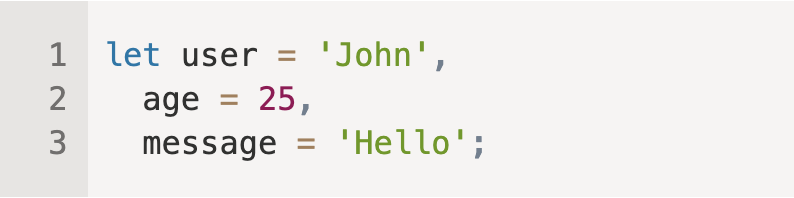 1 let user = 'John',
2   age = 25,
3   message = 'Hello';